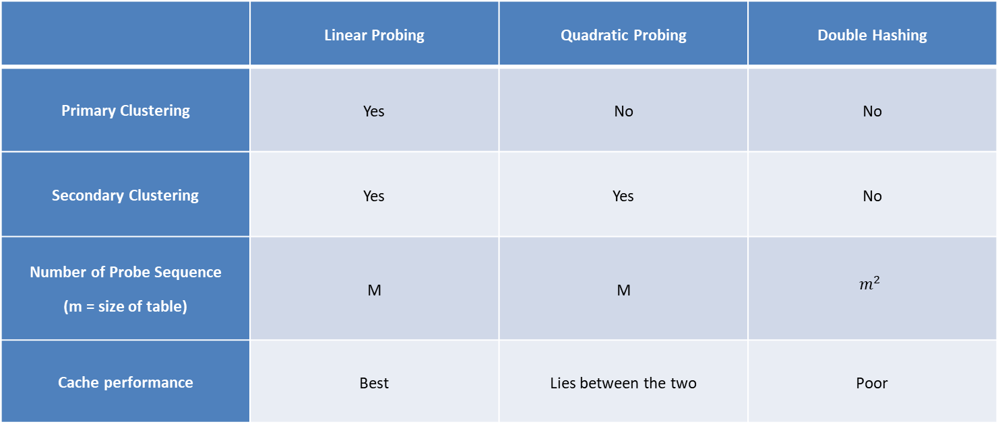 Linear Probing Quadratic Probing Double Hashing
Primary Clustering Yes No No
Secondary Clustering Yes Yes No
Number of Probe Sequence
(m = size of table) M M m²
Cache performance Best Lies between the two Poor